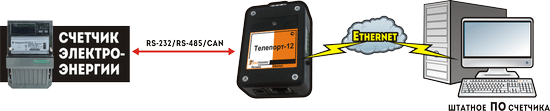 СЧЕТЧИК
ЭЛЕКТРО-
ЭНЕРГИИ
RS-232/RS-485/CAN
Телепорт-12
ETHERNET
ШТАТНОЕ ПО СЧЕТЧИКА